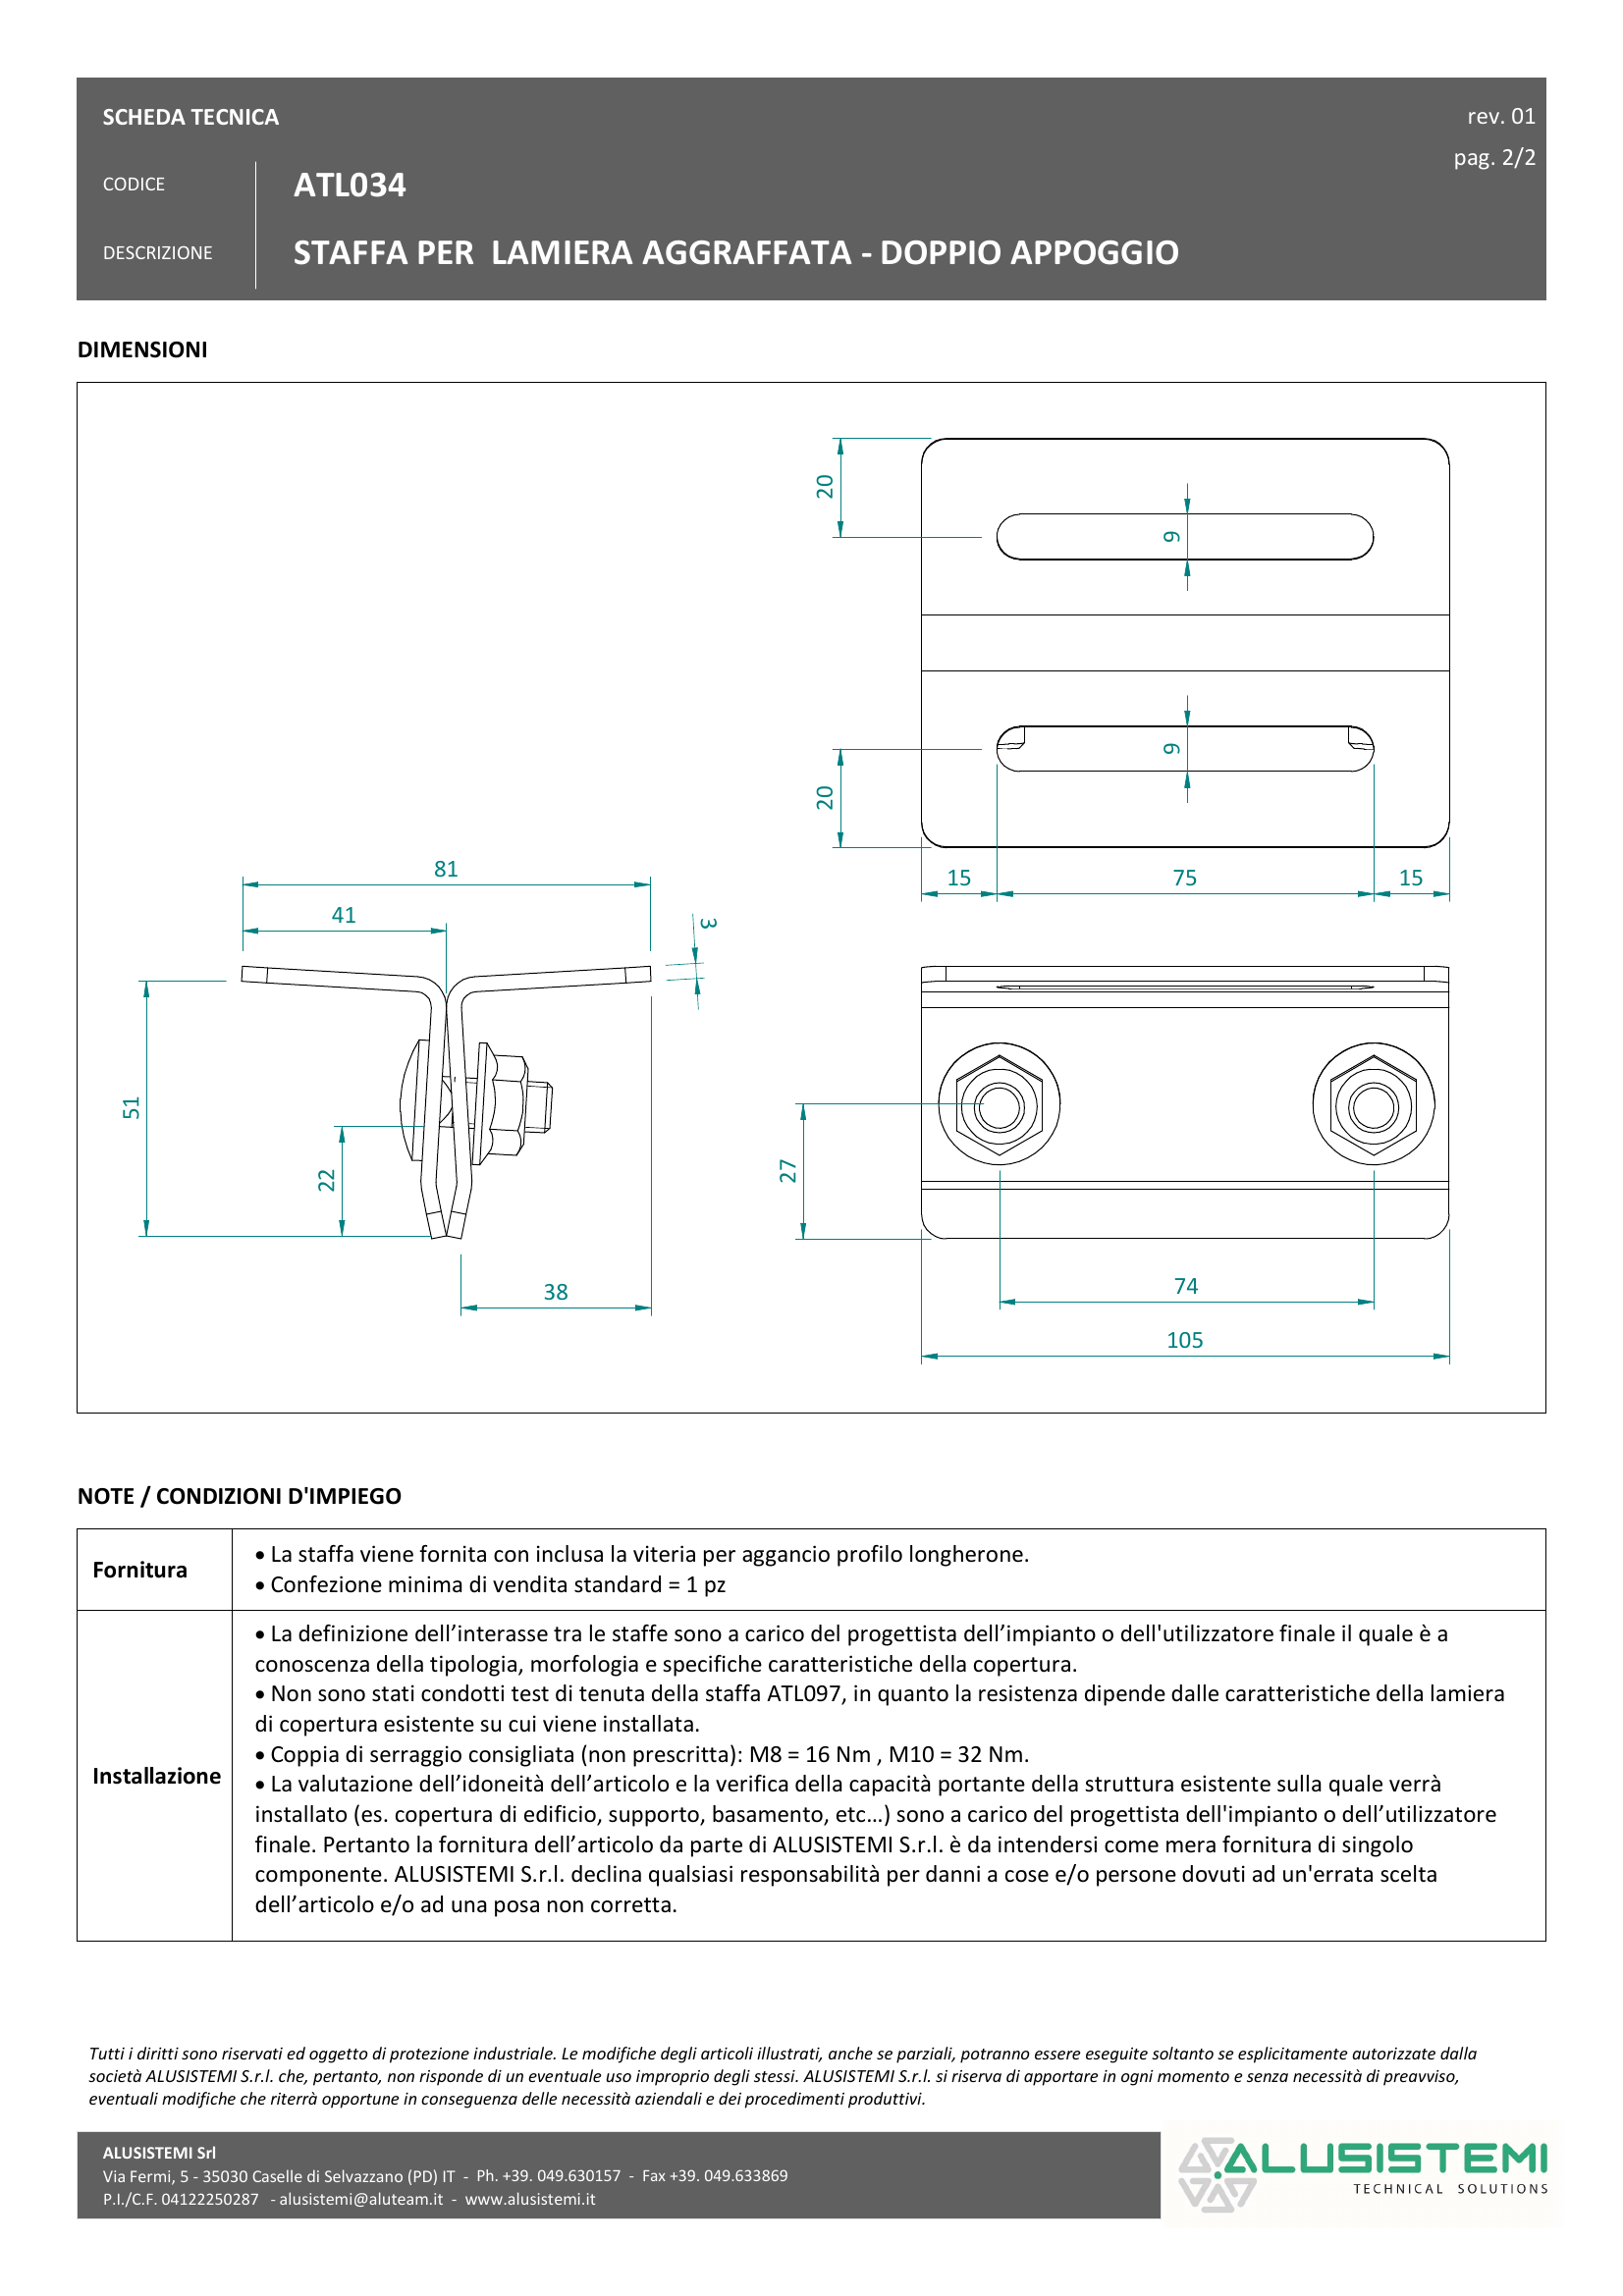 SCHEDA TECNICA
rev. 01
pag. 2/2
CODICE
ATL034
DESCRIZIONE
STAFFA PER  LAMIERA AGGRAFFATA - DOPPIO APPOGGIO
DIMENSIONI
20
9
9
20
15
75
15
81
41
3
51
22
38
27
74
105
NOTE / CONDIZIONI D'IMPIEGO
Fornitura
• La staffa viene fornita con inclusa la viteria per aggancio profilo longherone.
• Confezione minima di vendita standard = 1 pz
Installazione
• La definizione dell’interasse tra le staffe sono a carico del progettista dell’impianto o dell'utilizzatore finale il quale è a
conoscenza della tipologia, morfologia e specifiche caratteristiche della copertura.
• Non sono stati condotti test di tenuta della staffa ATL097, in quanto la resistenza dipende dalle caratteristiche della lamiera
di copertura esistente su cui viene installata.
• Coppia di serraggio consigliata (non prescritta): M8 = 16 Nm , M10 = 32 Nm.
• La valutazione dell’idoneità dell’articolo e la verifica della capacità portante della struttura esistente sulla quale verrà
installato (es. copertura di edificio, supporto, basamento, etc…) sono a carico del progettista dell'impianto o dell’utilizzatore
finale. Pertanto la fornitura dell’articolo da parte di ALUSISTEMI S.r.l. è da intendersi come mera fornitura di singolo
componente. ALUSISTEMI S.r.l. declina qualsiasi responsabilità per danni a cose e/o persone dovuti ad un'errata scelta
dell’articolo e/o ad una posa non corretta.
Tutti i diritti sono riservati ed oggetto di protezione industriale. Le modifiche degli articoli illustrati, anche se parziali, potranno essere eseguite soltanto se esplicitamente autorizzate dalla
società ALUSISTEMI S.r.l. che, pertanto, non risponde di un eventuale uso improprio degli stessi. ALUSISTEMI S.r.l. si riserva di apportare in ogni momento e senza necessità di preavviso,
eventuali modifiche che riterrà opportune in conseguenza delle necessità aziendali e dei procedimenti produttivi.
ALUSISTEMI Srl
Via Fermi, 5 - 35030 Caselle di Selvazzano (PD) IT  -  Ph. +39. 049.630157  -  Fax +39. 049.633869
P.I./C.F. 04122250287   - alusistemi@aluteam.it  -  www.alusistemi.it
ALUSISTEMI
TECHNICAL SOLUTIONS